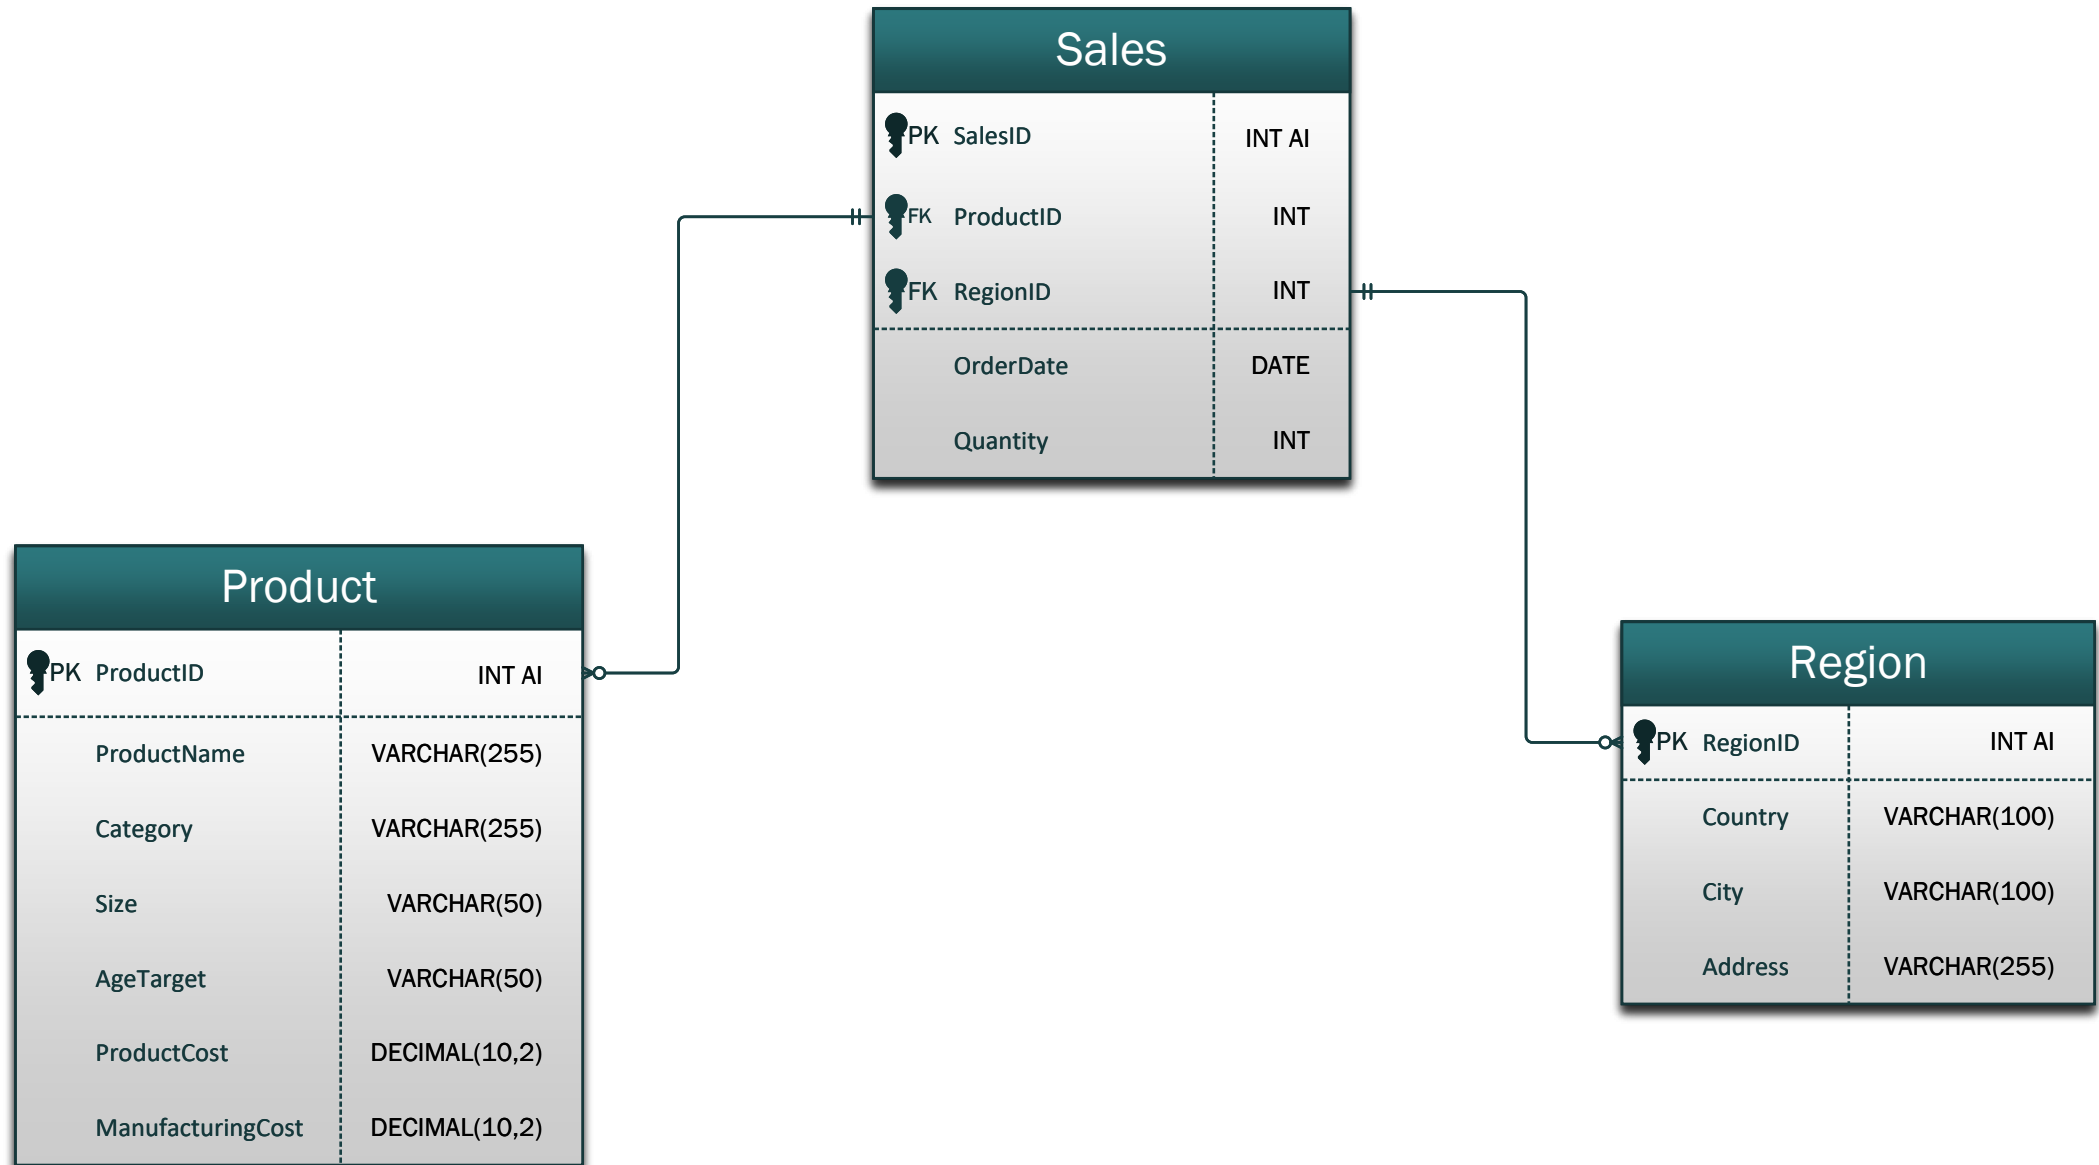 Sales
PK SalesID INT AI
FK ProductID INT
FK RegionID INT
OrderDate DATE
Quantity INT
Product
PK ProductID INT AI
ProductName VARCHAR(255)
Category VARCHAR(255)
Size VARCHAR(50)
AgeTarget VARCHAR(50)
ProductCost DECIMAL(10,2)
ManufacturingCost DECIMAL(10,2)
Region
PK RegionID INT AI
Country VARCHAR(100)
City VARCHAR(100)
Address VARCHAR(255)